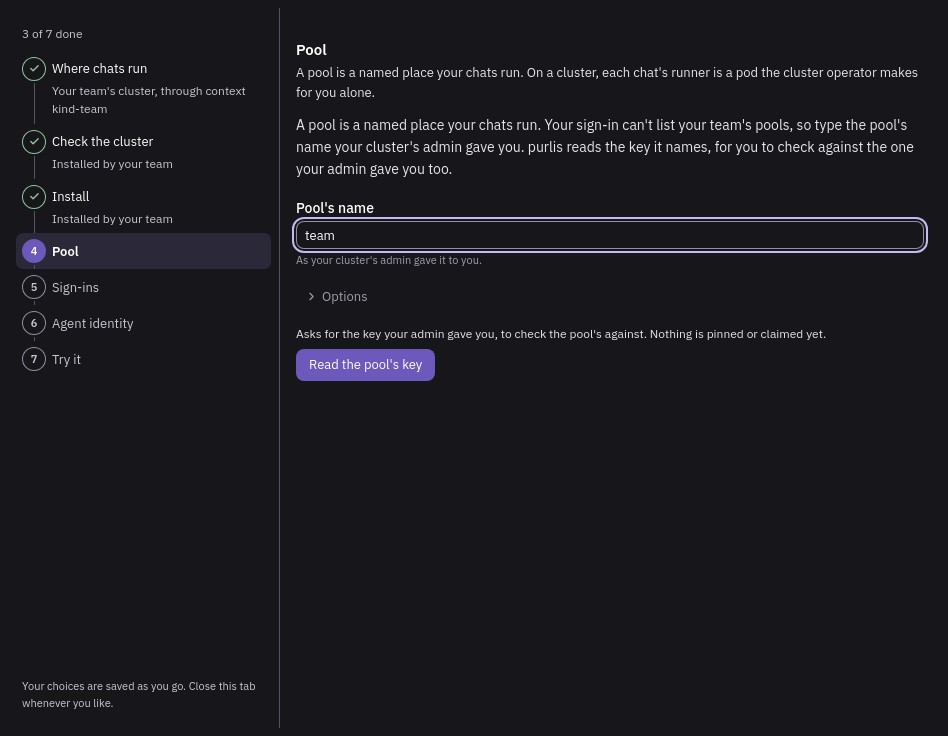 3 of 7 done
Where chats run
Your team's cluster, through context
kind-team
Check the cluster
Installed by your team
Install
Installed by your team
4 Pool
5 Sign-ins
6 Agent identity
7 Try it
Your choices are saved as you go. Close this tab
whenever you like.
Pool
A pool is a named place your chats run. On a cluster, each chat's runner is a pod the cluster operator makes
for you alone.
A pool is a named place your chats run. Your sign-in can't list your team's pools, so type the pool's
name your cluster's admin gave you. purlis reads the key it names, for you to check against the one
your admin gave you too.
Pool's name
team
As your cluster's admin gave it to you.
Options
Asks for the key your admin gave you, to check the pool's against. Nothing is pinned or claimed yet.
Read the pool's key